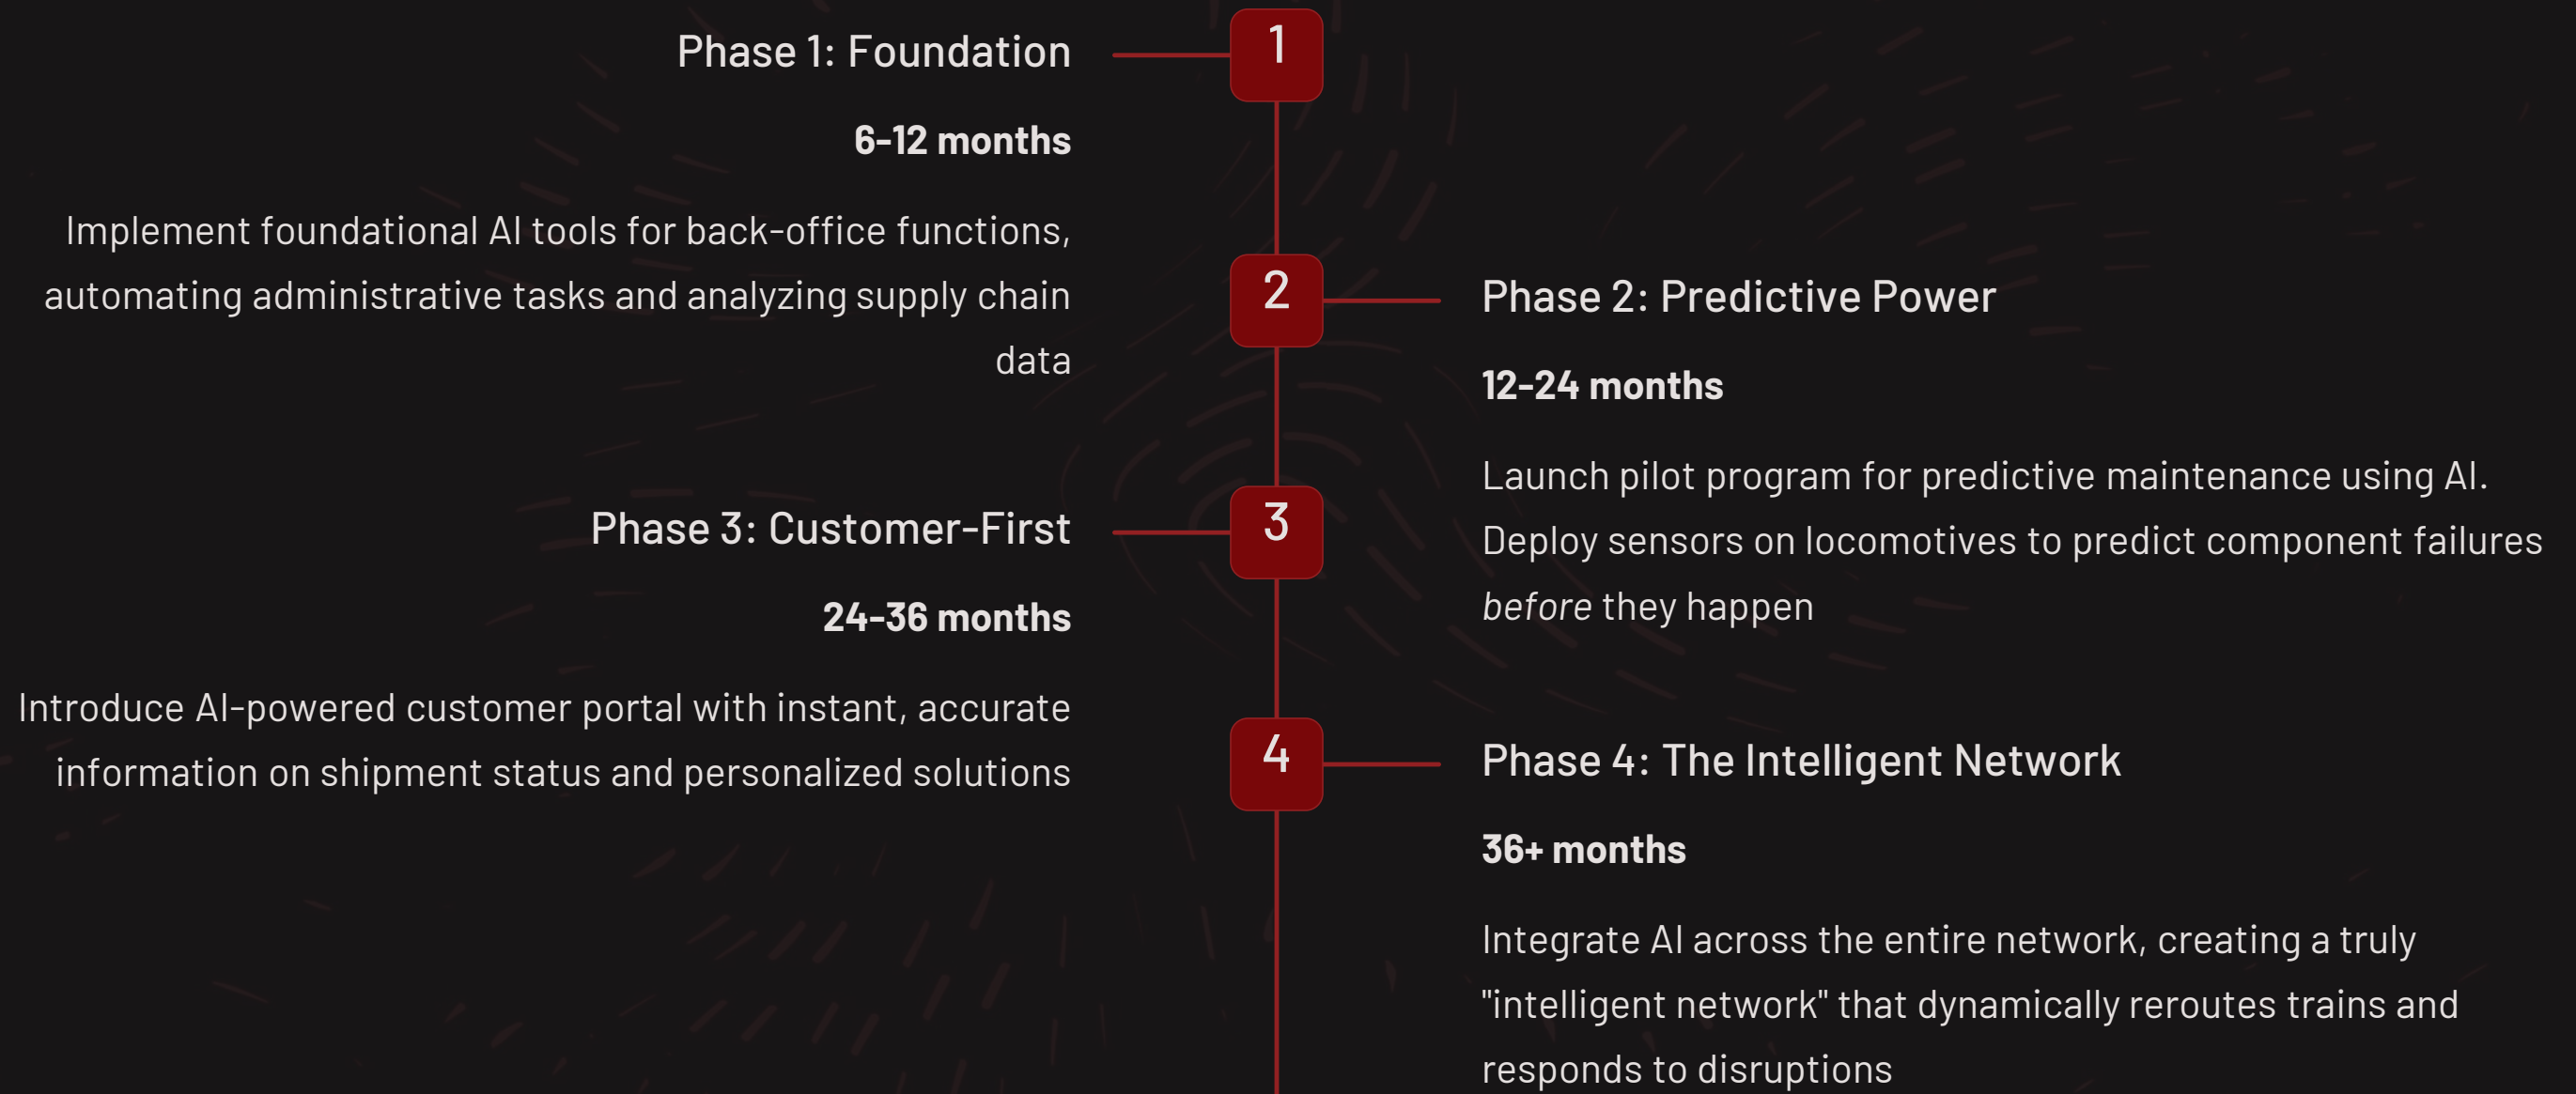 1
Phase 1: Foundation
6-12 months
Implement foundational AI tools for back-office functions,
automating administrative tasks and analyzing supply chain
data
2
Phase 2: Predictive Power
12-24 months
Launch pilot program for predictive maintenance using AI.
Deploy sensors on locomotives to predict component failures
before they happen
3
Phase 3: Customer-First
24-36 months
Introduce AI-powered customer portal with instant, accurate
information on shipment status and personalized solutions
4
Phase 4: The Intelligent Network
36+ months
Integrate AI across the entire network, creating a truly
"intelligent network" that dynamically reroutes trains and
responds to disruptions